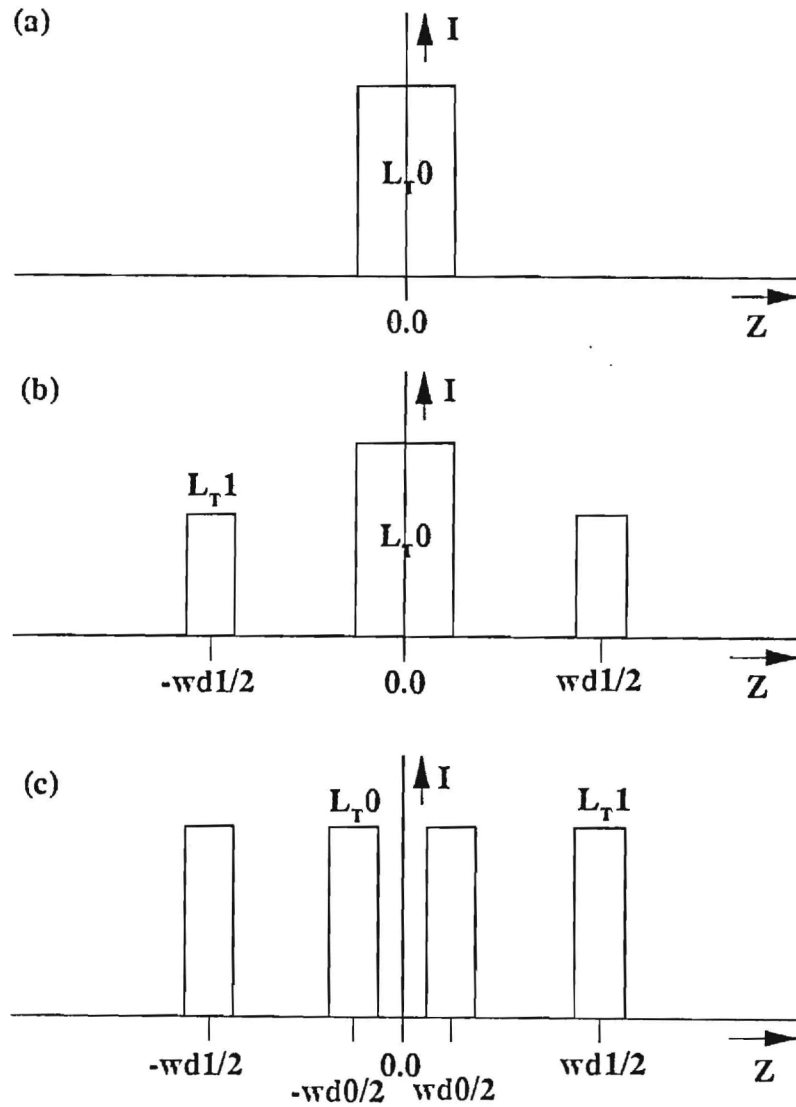 (a)
I
L_T0
0.0
Z
(b)
I
L_T1
L_T0
-wd1/2
0.0
wd1/2
Z
(c)
I
L_T0
L_T1
-wd1/2
0.0
wd1/2
Z
-wd0/2
wd0/2